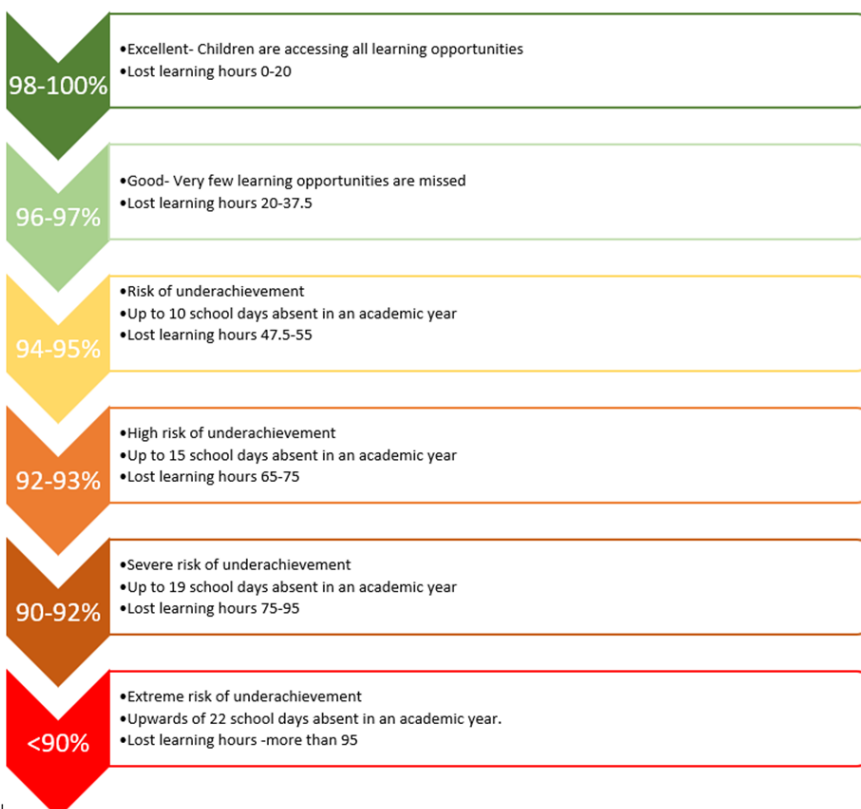 98-100%
•Excellent- Children are accessing all learning opportunities
•Lost learning hours 0-20
96-97%
•Good- Very few learning opportunities are missed
•Lost learning hours 20-37.5
94-95%
•Risk of underachievement
•Up to 10 school days absent in an academic year
•Lost learning hours 47.5-55
92-93%
•High risk of underachievement
•Up to 15 school days absent in an academic year
•Lost learning hours 65-75
90-92%
•Severe risk of underachievement
•Up to 19 school days absent in an academic year
•Lost learning hours 75-95
<90%
•Extreme risk of underachievement
•Upwards of 22 school days absent in an academic year.
•Lost learning hours -more than 95